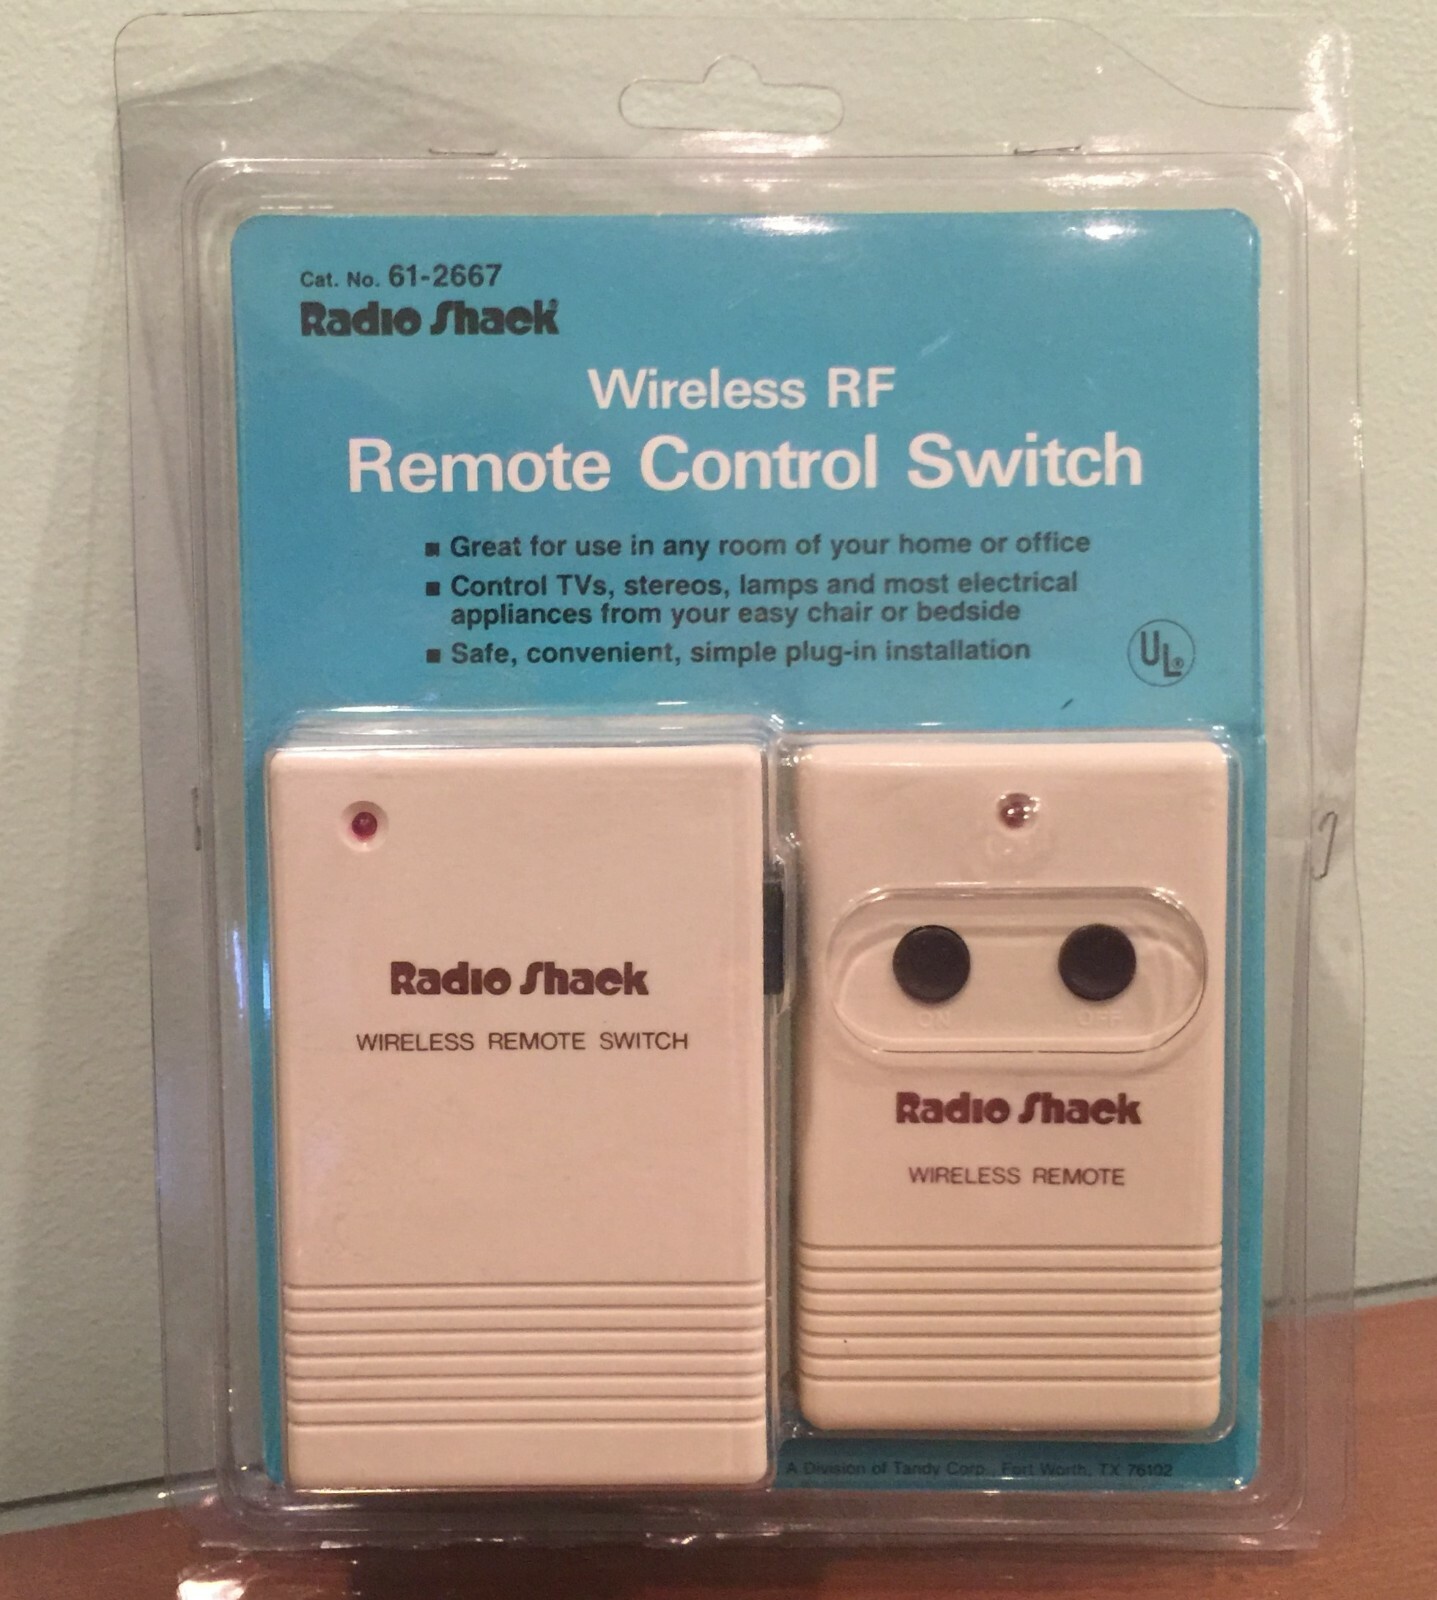 Cat. No. 61-2667
Radio Shack®
Wireless RF
Remote Control Switch
■ Great for use in any room of your home or office
■ Control TVs, stereos, lamps and most electrical
appliances from your easy chair or bedside
■ Safe, convenient, simple plug-in installation
UL®
Radio Shack
WIRELESS REMOTE SWITCH
ON OFF
Radio Shack
WIRELESS REMOTE
A Division of Tandy Corp., Fort Worth, TX 76102